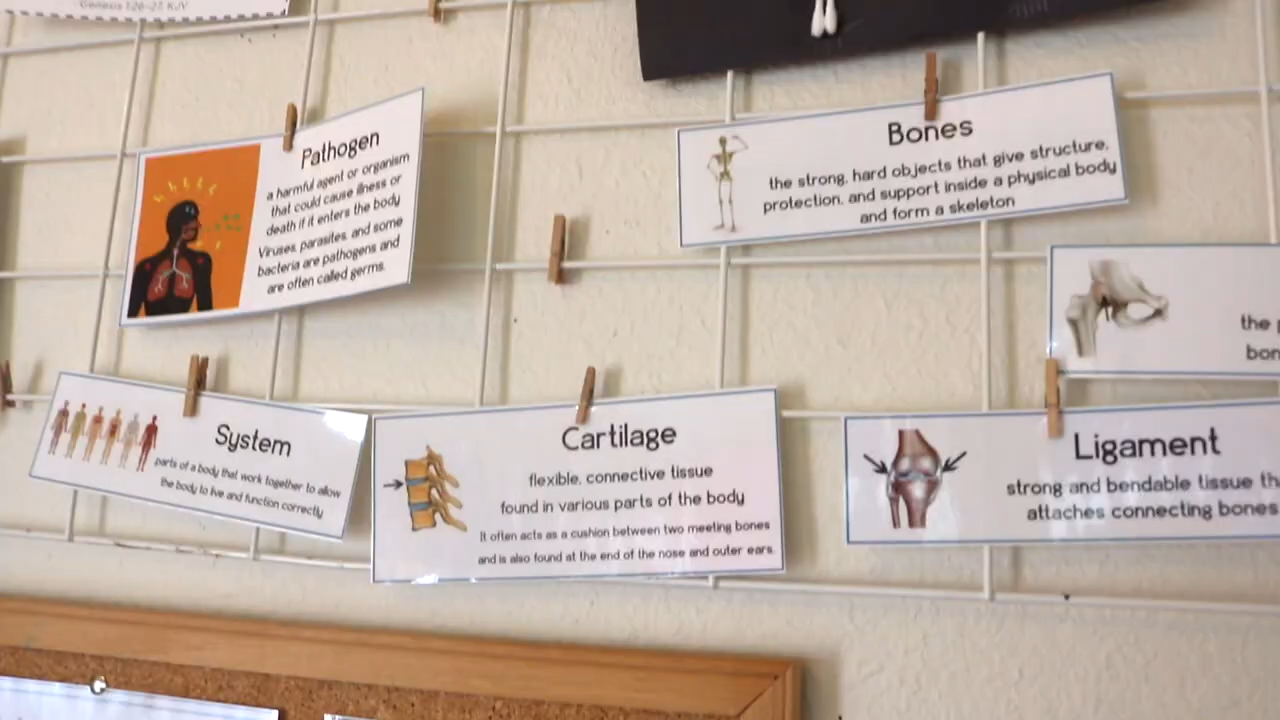 Genesis 1:26-27, KJV
Pathogen
a harmful agent or organism
that could cause illness or
death if it enters the body
Viruses, parasites, and some
bacteria are pathogens and
are often called germs.
Bones
the strong, hard objects that give structure,
protection, and support inside a physical body
and form a skeleton
the
bon
System
parts of a body that work together to allow
the body to live and function correctly
Cartilage
flexible, connective tissue
found in various parts of the body
It often acts as a cushion between two meeting bones
and is also found at the end of the nose and outer ears.
Ligament
strong and bendable tissue th
attaches connecting bones